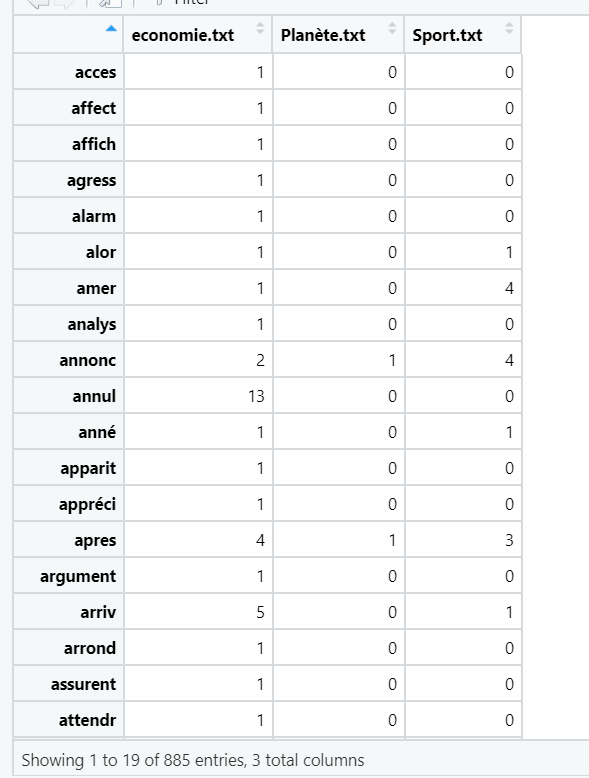 Filter
economie.txt Planète.txt Sport.txt
acces 1 0 0
affect 1 0 0
affich 1 0 0
agress 1 0 0
alarm 1 0 0
alor 1 0 1
amer 1 0 4
analys 1 0 0
annonc 2 1 4
annul 13 0 0
anné 1 0 1
apparit 1 0 0
appréci 1 0 0
apres 4 1 3
argument 1 0 0
arriv 5 0 1
arrond 1 0 0
assurent 1 0 0
attendr 1 0 0
Showing 1 to 19 of 885 entries, 3 total columns